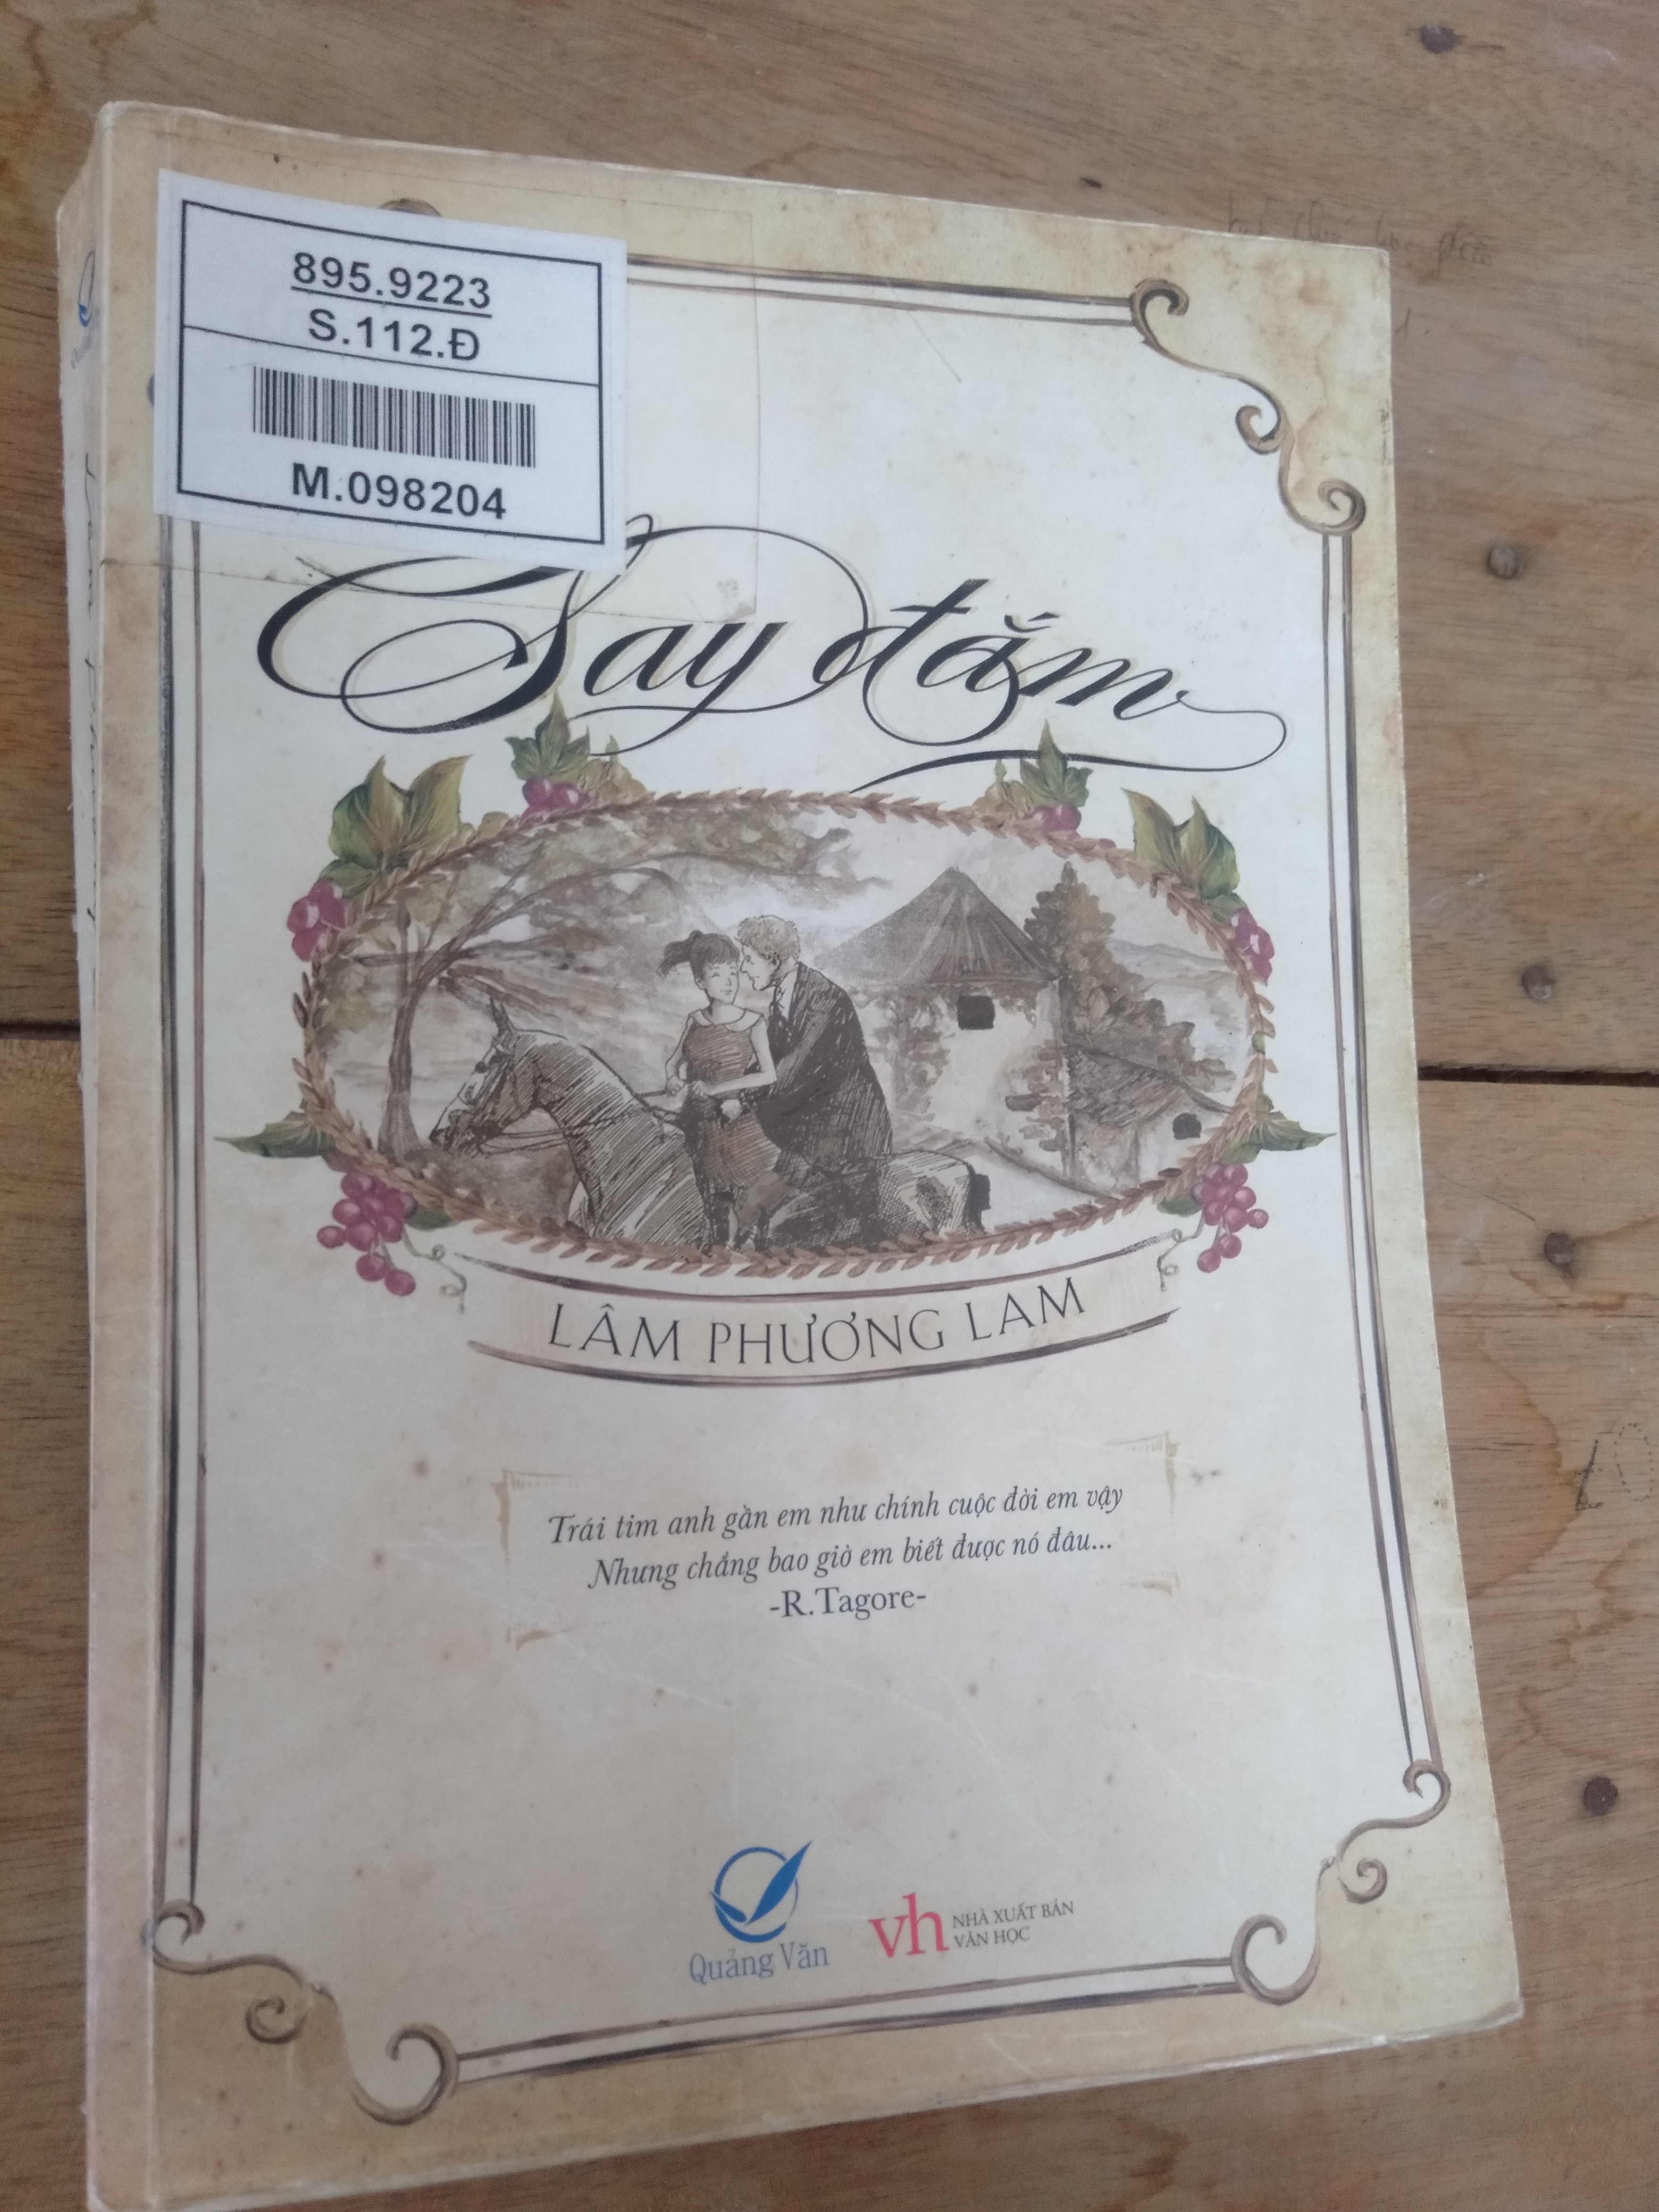 895.9223
S.112.Đ
M.098204
Say đắm
LÂM PHƯƠNG LAM
Trái tim anh gần em như chính cuộc đời em vậy
Nhưng chẳng bao giờ em biết được nó đâu...
-R.Tagore-
Quảng Văn
vh NHÀ XUẤT BẢN
VĂN HỌC